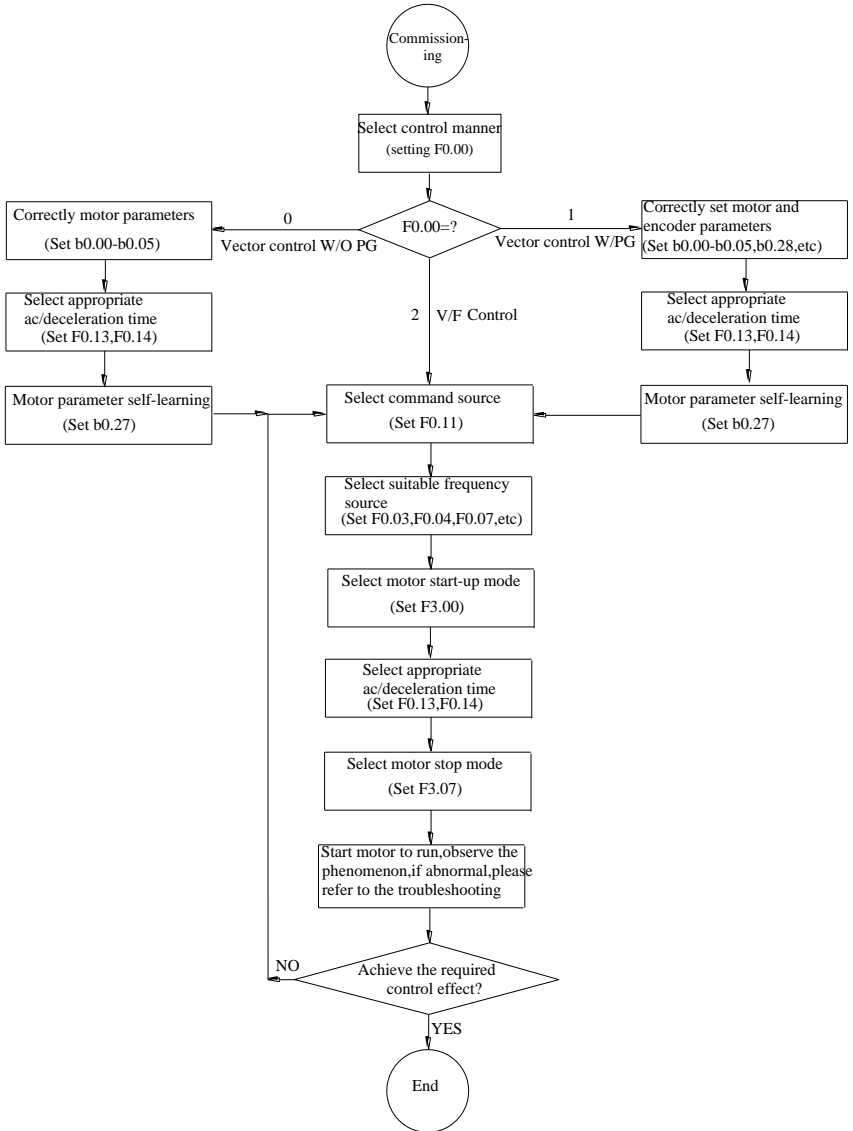 Commission-
ing
Select control manner
(setting F0.00)
F0.00=?
0
Vector control W/O PG
1
Vector control W/PG
2 V/F Control
Correctly motor parameters
(Set b0.00-b0.05)
Select appropriate
ac/deceleration time
(Set F0.13,F0.14)
Motor parameter self-learning
(Set b0.27)
Correctly set motor and
encoder parameters
(Set b0.00-b0.05,b0.28,etc)
Select appropriate
ac/deceleration time
(Set F0.13,F0.14)
Motor parameter self-learning
(Set b0.27)
Select command source
(Set F0.11)
Select suitable frequency
source
(Set F0.03,F0.04,F0.07,etc)
Select motor start-up mode
(Set F3.00)
Select appropriate
ac/deceleration time
(Set F0.13,F0.14)
Select motor stop mode
(Set F3.07)
Start motor to run,observe the
phenomenon,if abnormal,please
refer to the troubleshooting
NO
Achieve the required
control effect?
YES
End